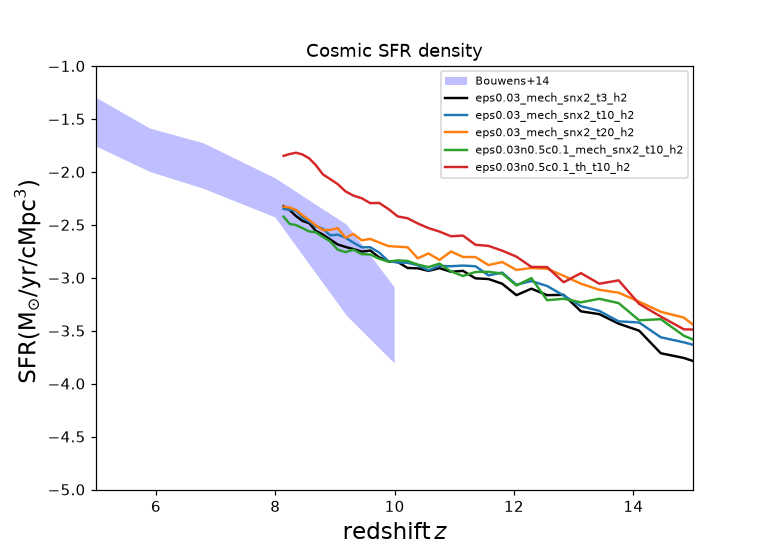 Cosmic SFR density
−1.0
−1.5
−2.0
−2.5
−3.0
−3.5
−4.0
−4.5
−5.0
SFR(M⊙/yr/cMpc³)
Bouwens+14
eps0.03_mech_snx2_t3_h2
eps0.03_mech_snx2_t10_h2
eps0.03_mech_snx2_t20_h2
eps0.03n0.5c0.1_mech_snx2_t10_h2
eps0.03n0.5c0.1_th_t10_h2
6 8 10 12 14
redshift z